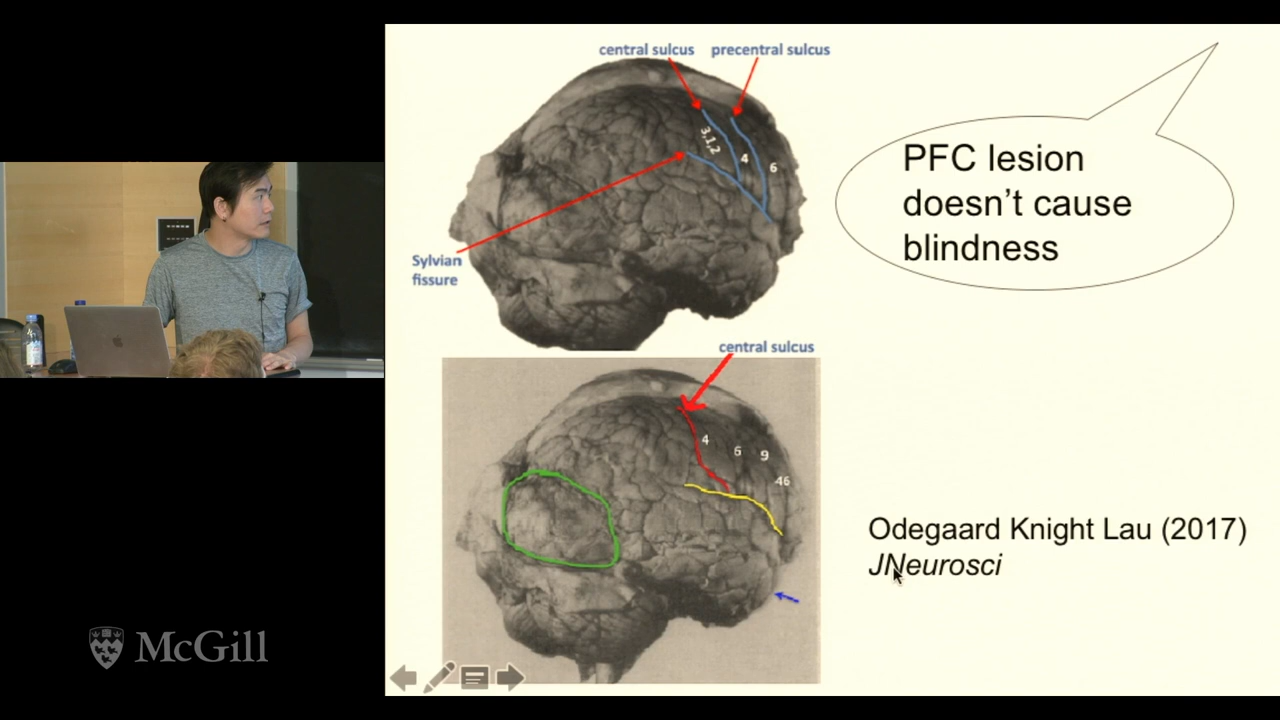 central sulcus
precentral sulcus
3,1,2
4
6
Sylvian
fissure
PFC lesion
doesn't cause
blindness
central sulcus
4
6
9
46
Odegaard Knight Lau (2017)
JNeurosci
McGill